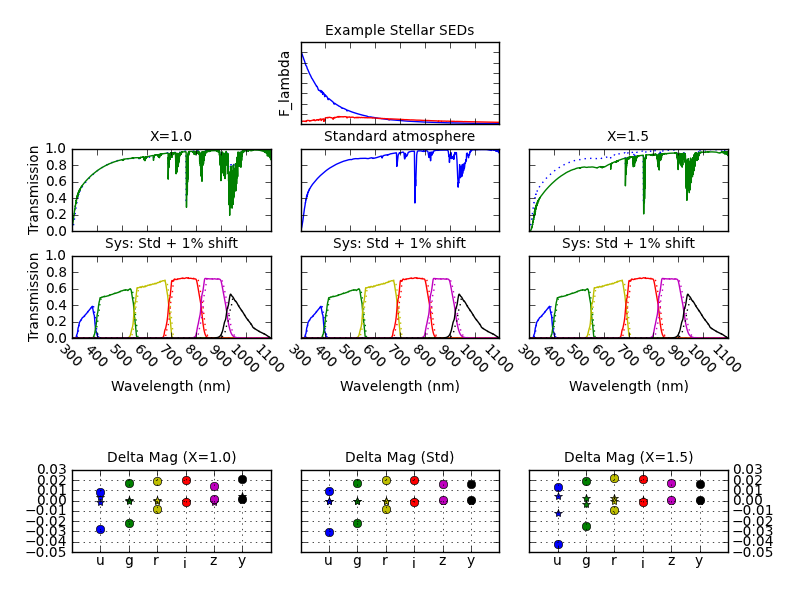 Example Stellar SEDs
F_lambda
X=1.0 Standard atmosphere X=1.5
Transmission
1.0
0.8
0.6
0.4
0.2
0.0
Sys: Std + 1% shift Sys: Std + 1% shift Sys: Std + 1% shift
Transmission
1.0
0.8
0.6
0.4
0.2
0.0
300 400 500 600 700 800 900 1000 1100 300 400 500 600 700 800 900 1000 1100 300 400 500 600 700 800 900 1000 1100
Wavelength (nm) Wavelength (nm) Wavelength (nm)
Delta Mag (X=1.0) Delta Mag (Std) Delta Mag (X=1.5)
0.03 0.03
0.02 0.02
0.01 0.01
0.00 0.00
−0.01 −0.01
−0.02 −0.02
−0.03 −0.03
−0.04 −0.04
−0.05 −0.05
u g r i z y u g r i z y u g r i z y